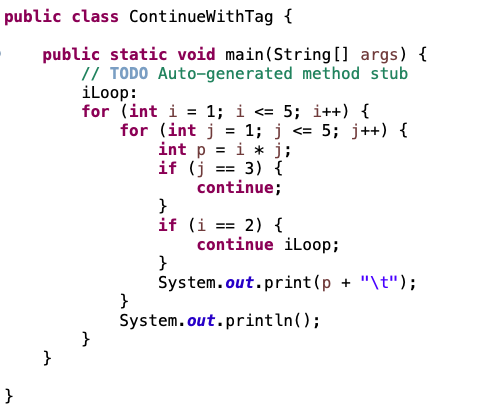 public class ContinueWithTag {
public static void main(String[] args) {
// TODO Auto-generated method stub
iLoop:
for (int i = 1; i <= 5; i++) {
for (int j = 1; j <= 5; j++) {
int p = i * j;
if (j == 3) {
continue;
}
if (i == 2) {
continue iLoop;
}
System.out.print(p + "\t");
}
System.out.println();
}
}
}